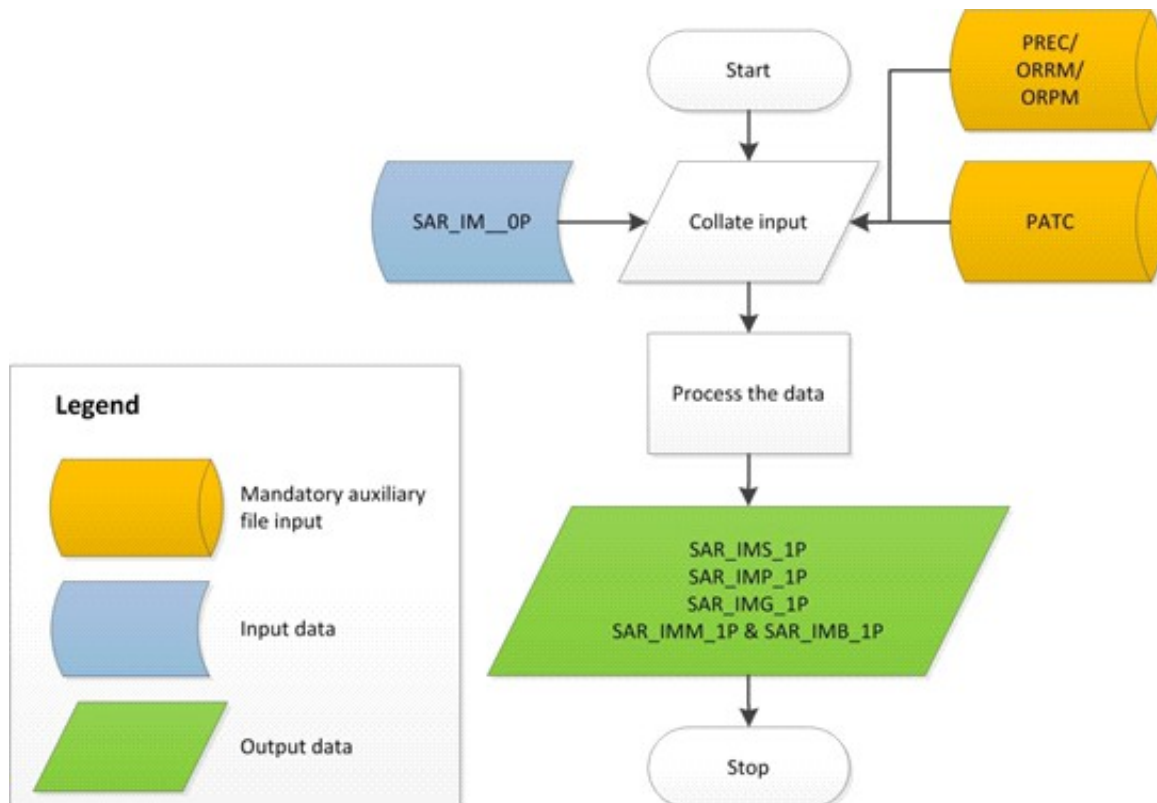 Start
PREC/
ORRM/
ORPM
SAR_IM__0P
Collate input
PATC
Process the data
Legend
Mandatory auxiliary
file input
Input data
Output data
SAR_IMS_1P
SAR_IMP_1P
SAR_IMG_1P
SAR_IMM_1P & SAR_IMB_1P
Stop